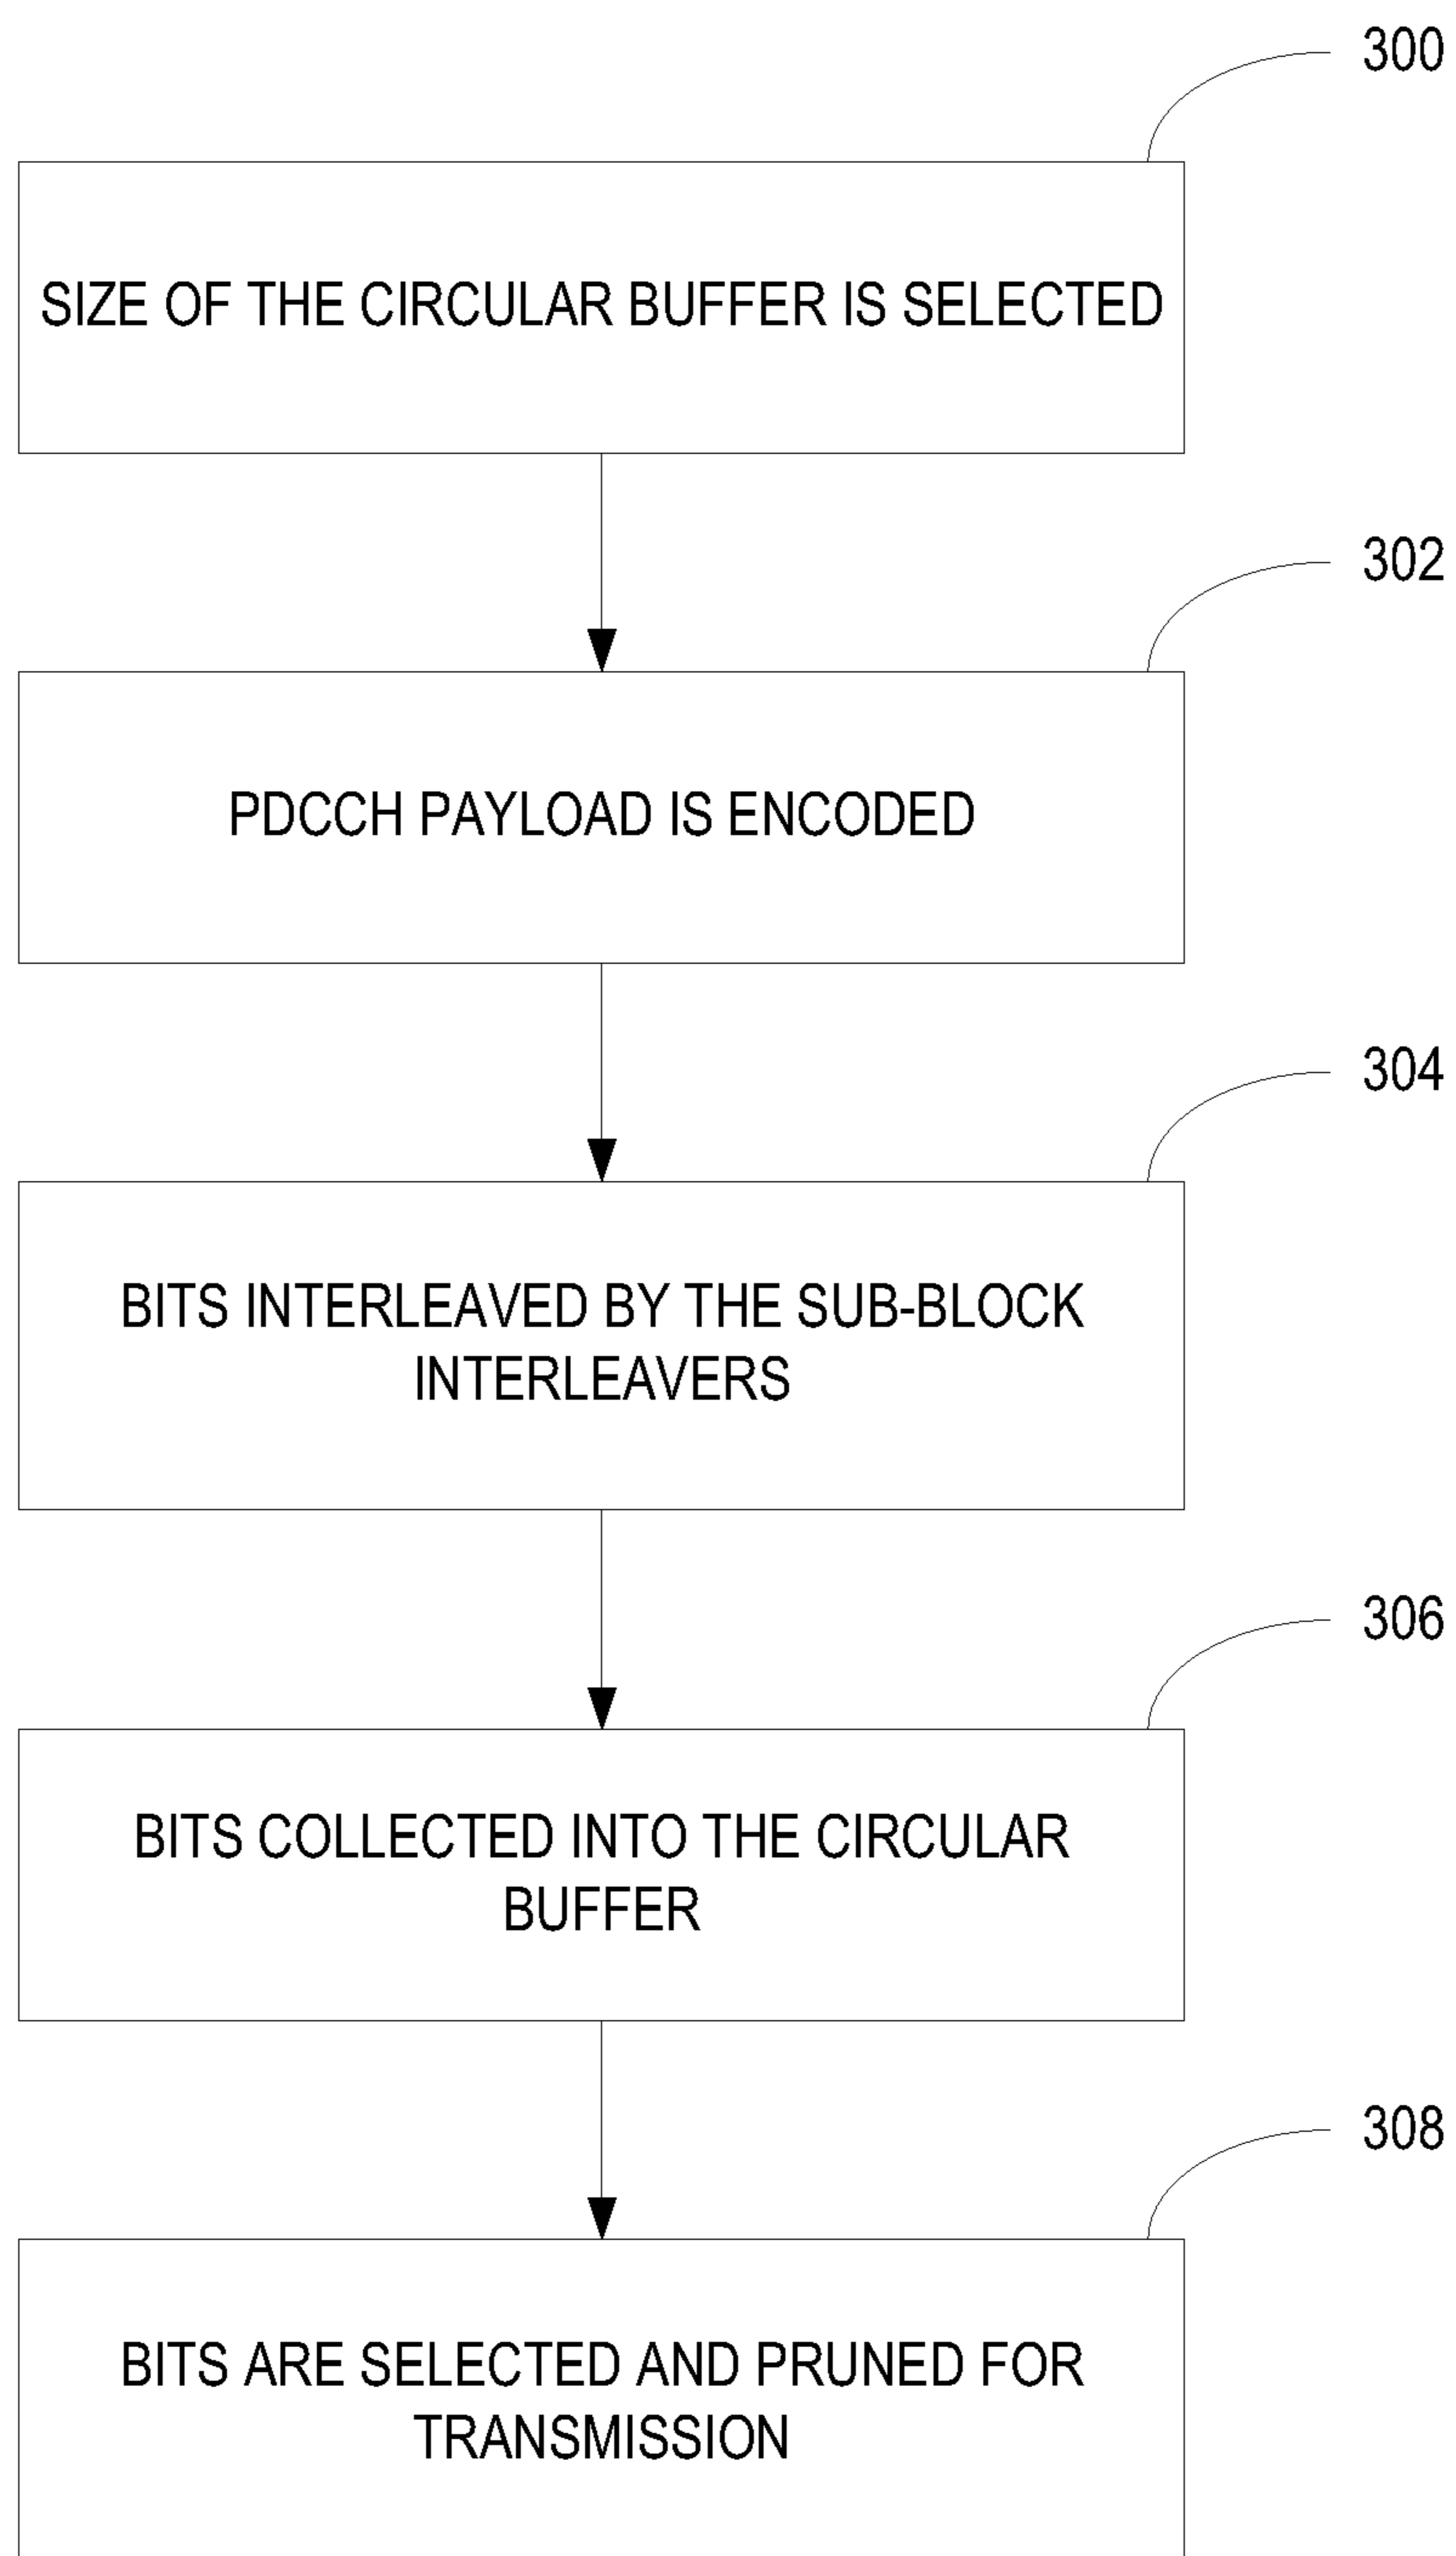 300
SIZE OF THE CIRCULAR BUFFER IS SELECTED
302
PDCCH PAYLOAD IS ENCODED
304
BITS INTERLEAVED BY THE SUB-BLOCK
INTERLEAVERS
306
BITS COLLECTED INTO THE CIRCULAR
BUFFER
308
BITS ARE SELECTED AND PRUNED FOR
TRANSMISSION